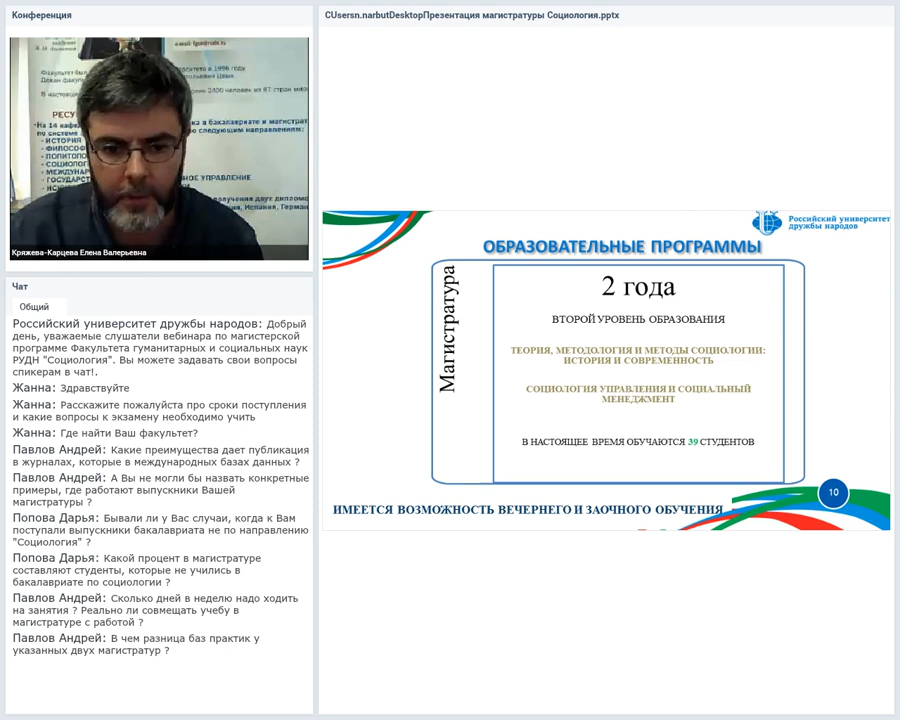 Конференция
е-mail: fgsn@rudn.ru
РЕСУ
• ИСТОРИЯ
НОЕ УПРАВЛЕНИЕ
Кряжева-Карцева Елена Валерьевна
Чат
Общий
Российский университет дружбы народов: Добрый
день, уважаемые слушатели вебинара по магистерской
программе Факультета гуманитарных и социальных наук
РУДН "Социология". Вы можете задавать свои вопросы
спикерам в чат!.
Жанна: Здравствуйте
Жанна: Расскажите пожалуйста про сроки поступления
и какие вопросы к экзамену необходимо учить
Жанна: Где найти Ваш факультет?
Павлов Андрей: Какие преимущества дает публикация
в журналах, которые в международных базах данных ?
Павлов Андрей: А Вы не могли бы назвать конкретные
примеры, где работают выпускники Вашей
магистратуры ?
Попова Дарья: Бывали ли у Вас случаи, когда к Вам
поступали выпускники бакалавриата не по направлению
"Социология" ?
Попова Дарья: Какой процент в магистратуре
составляют студенты, которые не учились в
бакалавриате по социологии ?
Павлов Андрей: Сколько дней в неделю надо ходить
на занятия ? Реально ли совмещать учебу в
магистратуре с работой ?
Павлов Андрей: В чем разница баз практик у
указанных двух магистратур ?
CUsersn.narbutDesktopПрезентация магистратуры Социология.pptx
Российский университет
дружбы народов
ОБРАЗОВАТЕЛЬНЫЕ ПРОГРАММЫ
Магистратура
2 года
ВТОРОЙ УРОВЕНЬ ОБРАЗОВАНИЯ
ТЕОРИЯ, МЕТОДОЛОГИЯ И МЕТОДЫ СОЦИОЛОГИИ:
ИСТОРИЯ И СОВРЕМЕННОСТЬ
СОЦИОЛОГИЯ УПРАВЛЕНИЯ И СОЦИАЛЬНЫЙ
МЕНЕДЖМЕНТ
В НАСТОЯЩЕЕ ВРЕМЯ ОБУЧАЮТСЯ 39 СТУДЕНТОВ
10
ИМЕЕТСЯ ВОЗМОЖНОСТЬ ВЕЧЕРНЕГО И ЗАОЧНОГО ОБУЧЕНИЯ